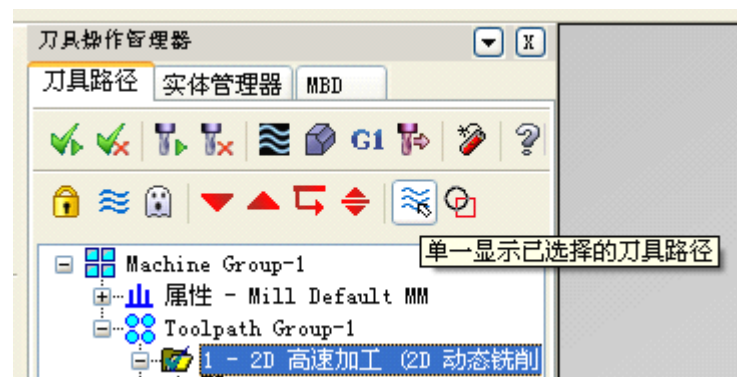 刀具操作管理器
刀具路径 实体管理器 MBD
G1
单一显示已选择的刀具路径
Machine Group-1
属性 - Mill Default MM
Toolpath Group-1
1 - 2D 高速加工 (2D 动态铣削